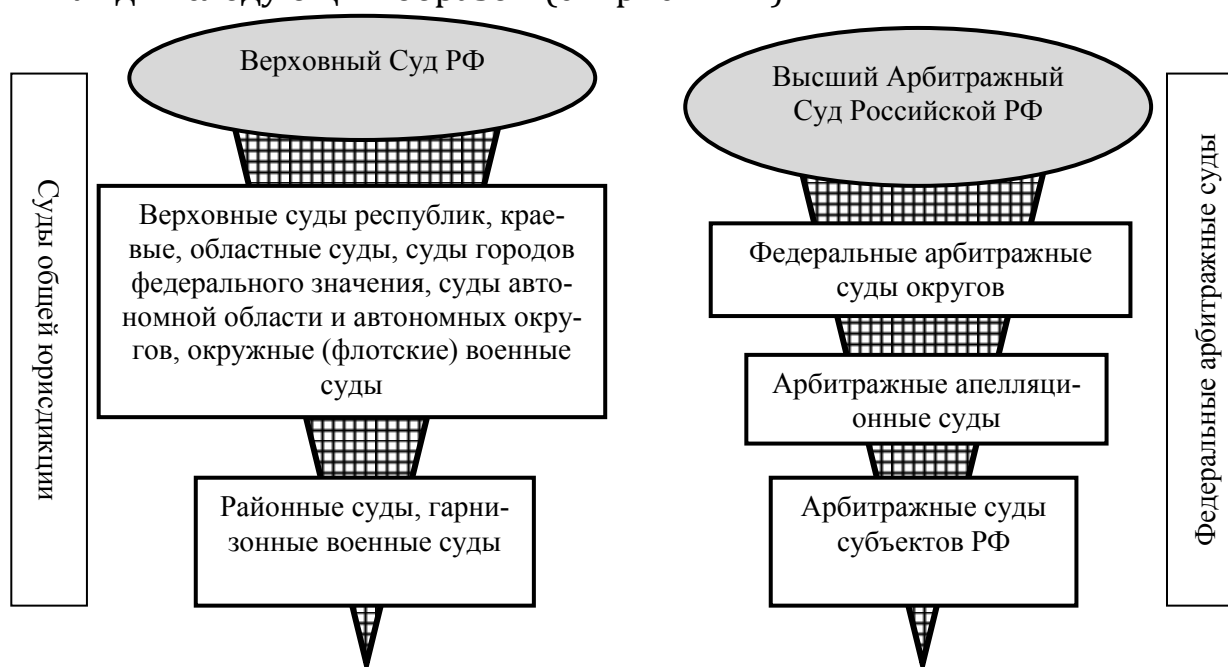 Верховный Суд РФ
Высший Арбитражный
Суд Российской РФ
Суды общей юрисдикции
Верховные суды республик, крае-
вые, областные суды, суды городов
федерального значения, суды авто-
номной области и автономных окру-
гов, окружные (флотские) военные
суды
Федеральные арбитражные
суды округов
Арбитражные апелляци-
онные суды
Районные суды, гарни-
зонные военные суды
Арбитражные суды
субъектов РФ
Федеральные арбитражные суды